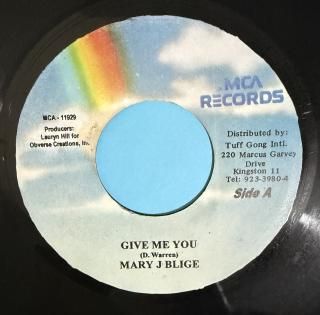 MCA RECORDS
MCA - 11929
Producers:
Lauryn Hill for
Obverse Creations, In
Distributed by:
Tuff Gong Intl.
220 Marcus Garvey
Drive
Kingston 11
Tel: 923-3980-4
Side A
GIVE ME YOU
(D. Warren)
MARY J BLIGE